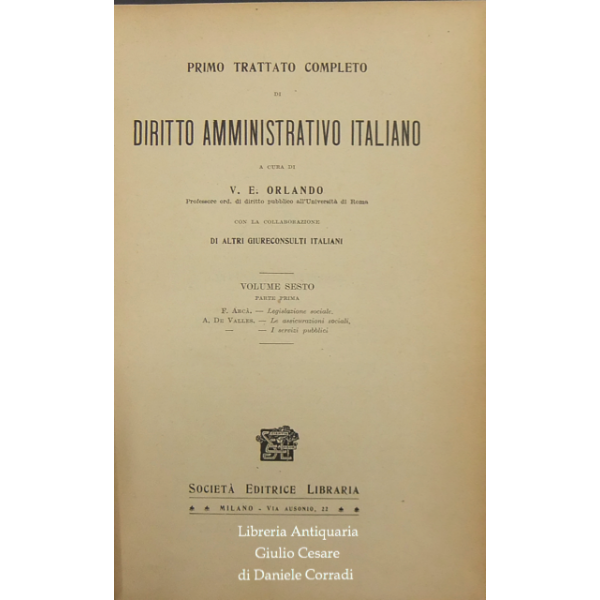 PRIMO TRATTATO COMPLETO
DI
DIRITTO AMMINISTRATIVO ITALIANO
A CURA DI
V. E. ORLANDO
Professore ord. di diritto pubblico all'Università di Roma
CON LA COLLABORAZIONE
DI ALTRI GIURECONSULTI ITALIANI
VOLUME SESTO
PARTE PRIMA
F. ARCÀ. — Legislazione sociale.
A. DE VALLES. — Le assicurazioni sociali.
— — I servizi pubblici
SOCIETÀ EDITRICE LIBRARIA
MILANO - VIA AUSONIO, 22
Libreria Antiquaria
Giulio Cesare
di Daniele Corradi